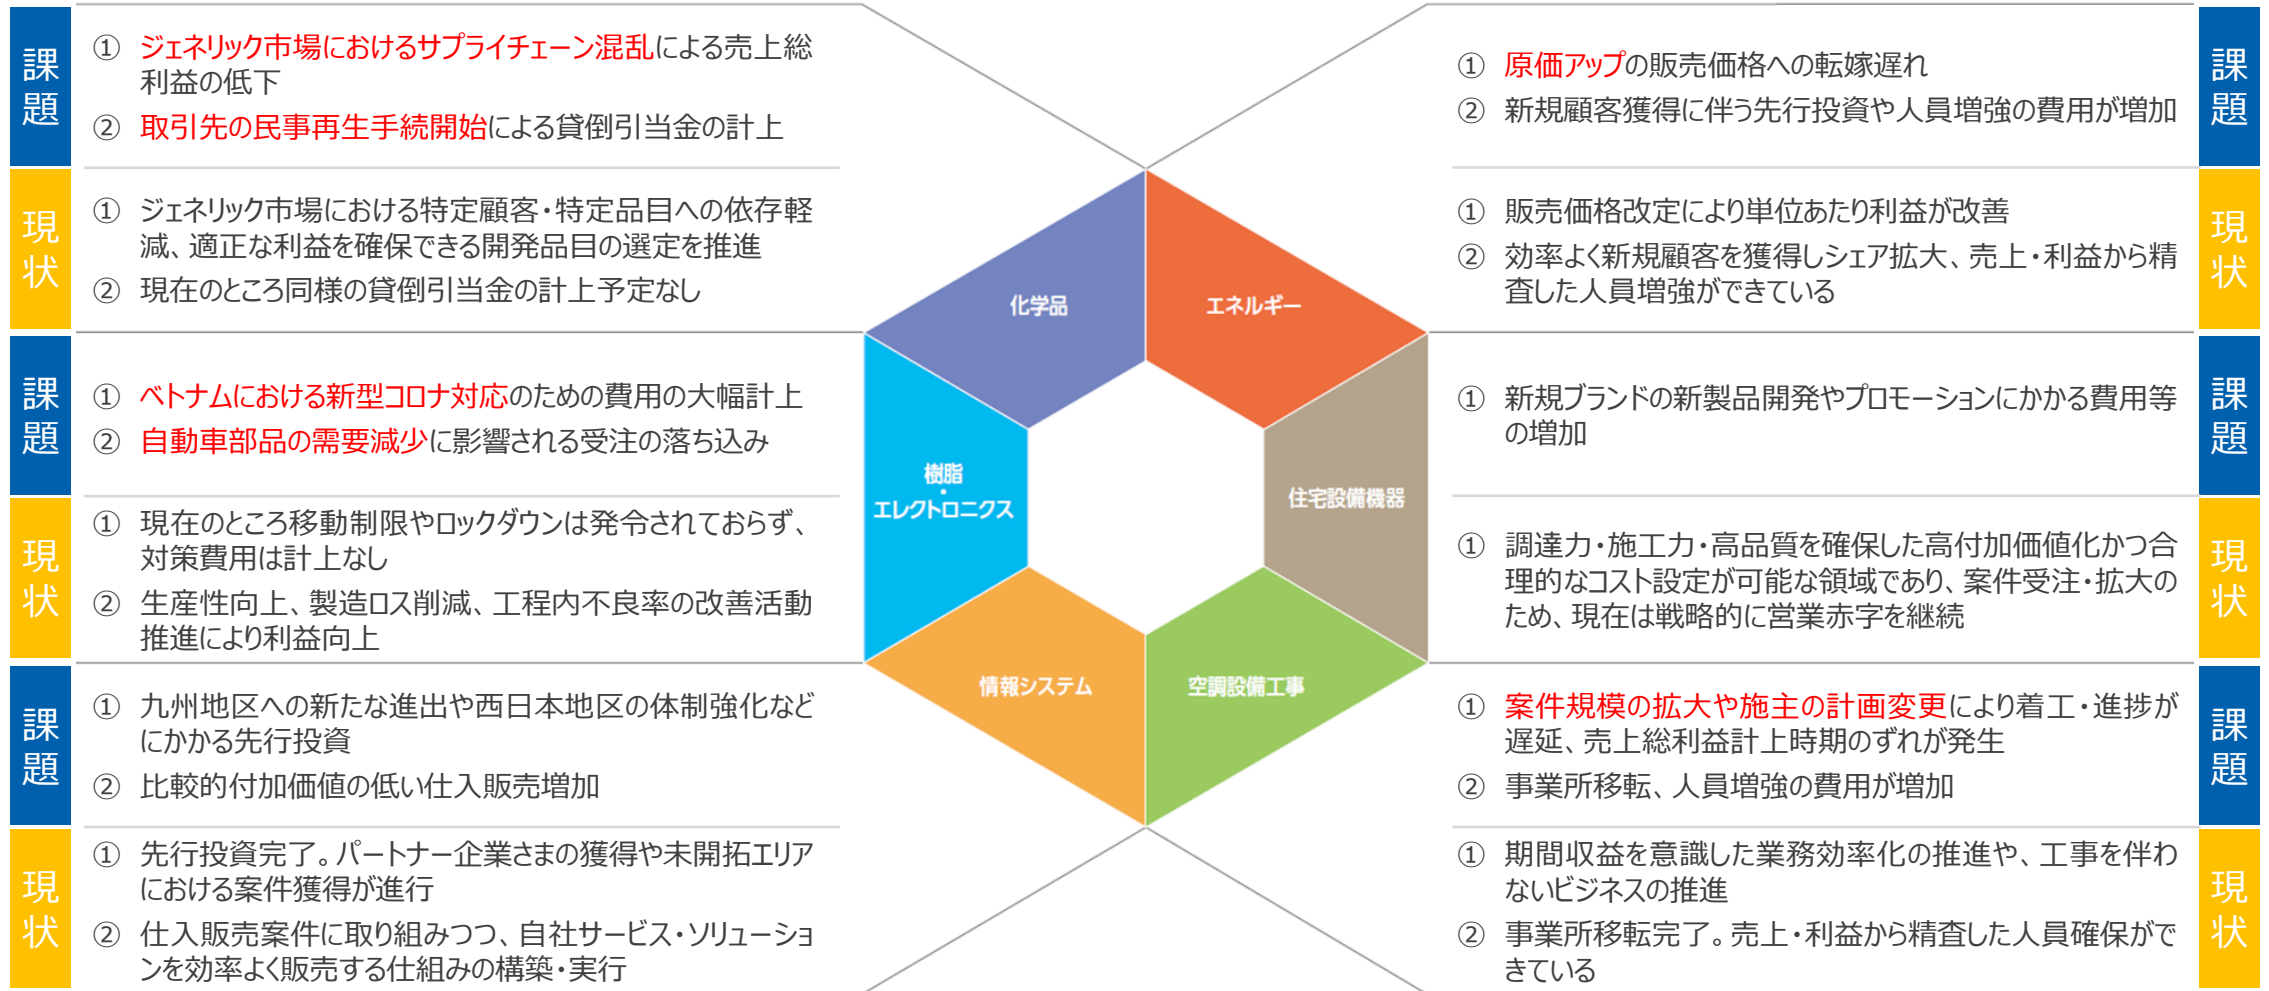 課題
① ジェネリック市場におけるサプライチェーン混乱による売上総
利益の低下
② 取引先の民事再生手続開始による貸倒引当金の計上
現状
① ジェネリック市場における特定顧客・特定品目への依存軽
減、適正な利益を確保できる開発品目の選定を推進
② 現在のところ同様の貸倒引当金の計上予定なし
課題
① ベトナムにおける新型コロナ対応のための費用の大幅計上
② 自動車部品の需要減少に影響される受注の落ち込み
現状
① 現在のところ移動制限やロックダウンは発令されておらず、
対策費用は計上なし
② 生産性向上、製造ロス削減、工程内不良率の改善活動
推進により利益向上
課題
① 九州地区への新たな進出や西日本地区の体制強化など
にかかる先行投資
② 比較的付加価値の低い仕入販売増加
現状
① 先行投資完了。パートナー企業さまの獲得や未開拓エリア
における案件獲得が進行
② 仕入販売案件に取り組みつつ、自社サービス・ソリューショ
ンを効率よく販売する仕組みの構築・実行
化学品
エネルギー
樹脂
・
エレクトロニクス
住宅設備機器
情報システム
空調設備工事
課題
① 原価アップの販売価格への転嫁遅れ
② 新規顧客獲得に伴う先行投資や人員増強の費用が増加
現状
① 販売価格改定により単位あたり利益が改善
② 効率よく新規顧客を獲得しシェア拡大、売上・利益から精
査した人員増強ができている
課題
① 新規ブランドの新製品開発やプロモーションにかかる費用等
の増加
現状
① 調達力・施工力・高品質を確保した高付加価値化かつ合
理的なコスト設定が可能な領域であり、案件受注・拡大の
ため、現在は戦略的に営業赤字を継続
課題
① 案件規模の拡大や施主の計画変更により着工・進捗が
遅延、売上総利益計上時期のずれが発生
② 事業所移転、人員増強の費用が増加
現状
① 期間収益を意識した業務効率化の推進や、工事を伴わ
ないビジネスの推進
② 事業所移転完了。売上・利益から精査した人員確保がで
きている